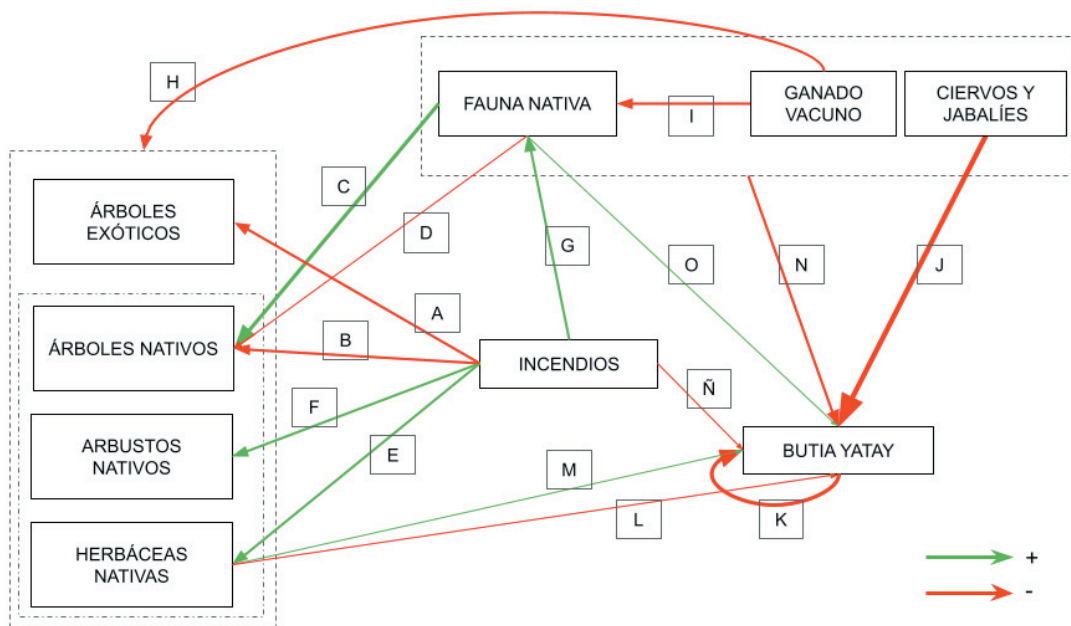 H
FAUNA NATIVA
I
GANADO
VACUNO
CIERVOS Y
JABALÍES
ÁRBOLES
EXÓTICOS
C
D
G
O
N
J
ÁRBOLES NATIVOS
A
B
INCENDIOS
F
E
Ñ
ARBUSTOS
NATIVOS
M
BUTIA YATAY
L
K
HERBÁCEAS
NATIVAS
+
-